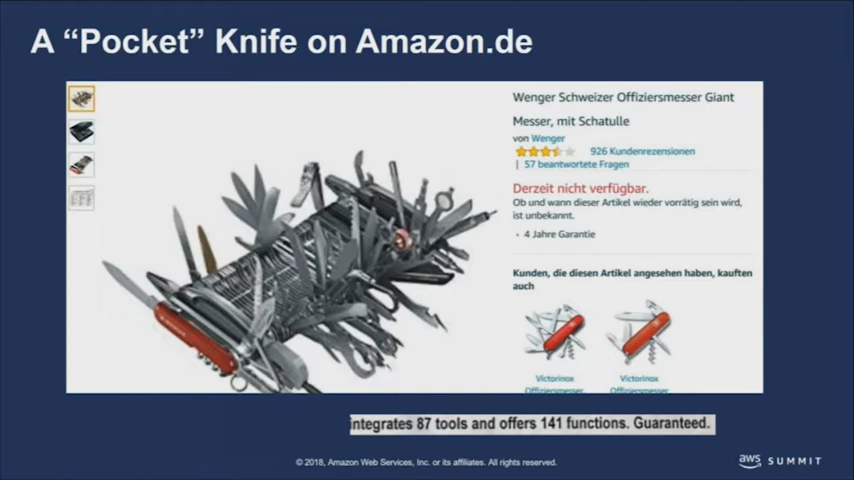 A “Pocket” Knife on Amazon.de
Wenger Schweizer Offiziersmesser Giant
Messer, mit Schatulle
von Wenger
926 Kundenrezensionen
| 57 beantwortete Fragen
Derzeit nicht verfügbar.
Ob und wann dieser Artikel wieder vorrätig sein wird,
ist unbekannt.
• 4 Jahre Garantie
Kunden, die diesen Artikel angesehen haben, kauften
auch
Victorinox Victorinox
Offiziersmesser Offiziersmesser
integrates 87 tools and offers 141 functions. Guaranteed.
© 2018, Amazon Web Services, Inc. or its affiliates. All rights reserved.
aws SUMMIT